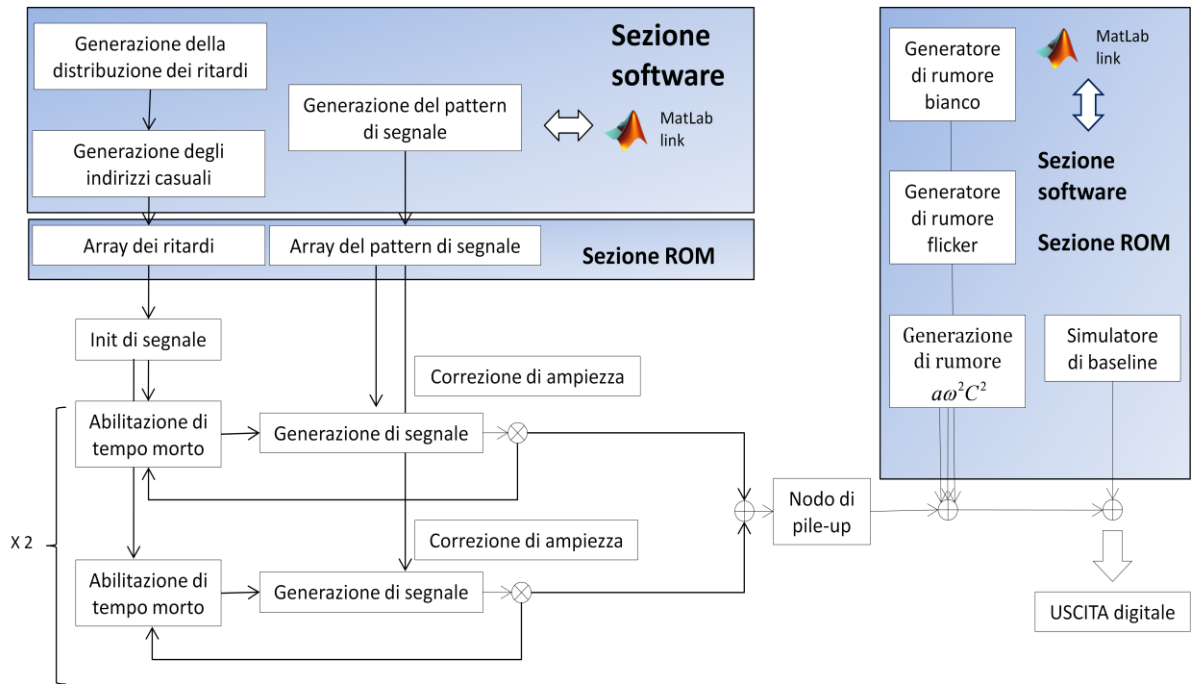 Generazione della
distribuzione dei ritardi
Generazione degli
indirizzi casuali
Generazione del pattern
di segnale
Sezione
software
MatLab
link
Array dei ritardi
Array del pattern di segnale
Sezione ROM
Init di segnale
Correzione di ampiezza
Abilitazione di
tempo morto
Generazione di segnale
X 2
Correzione di ampiezza
Abilitazione di
tempo morto
Generazione di segnale
Nodo di
pile-up
Generatore
di rumore
bianco
MatLab
link
Sezione
software
Generatore
di rumore
flicker
Sezione ROM
Generazione
di rumore
aω²C²
Simulatore
di baseline
USCITA digitale